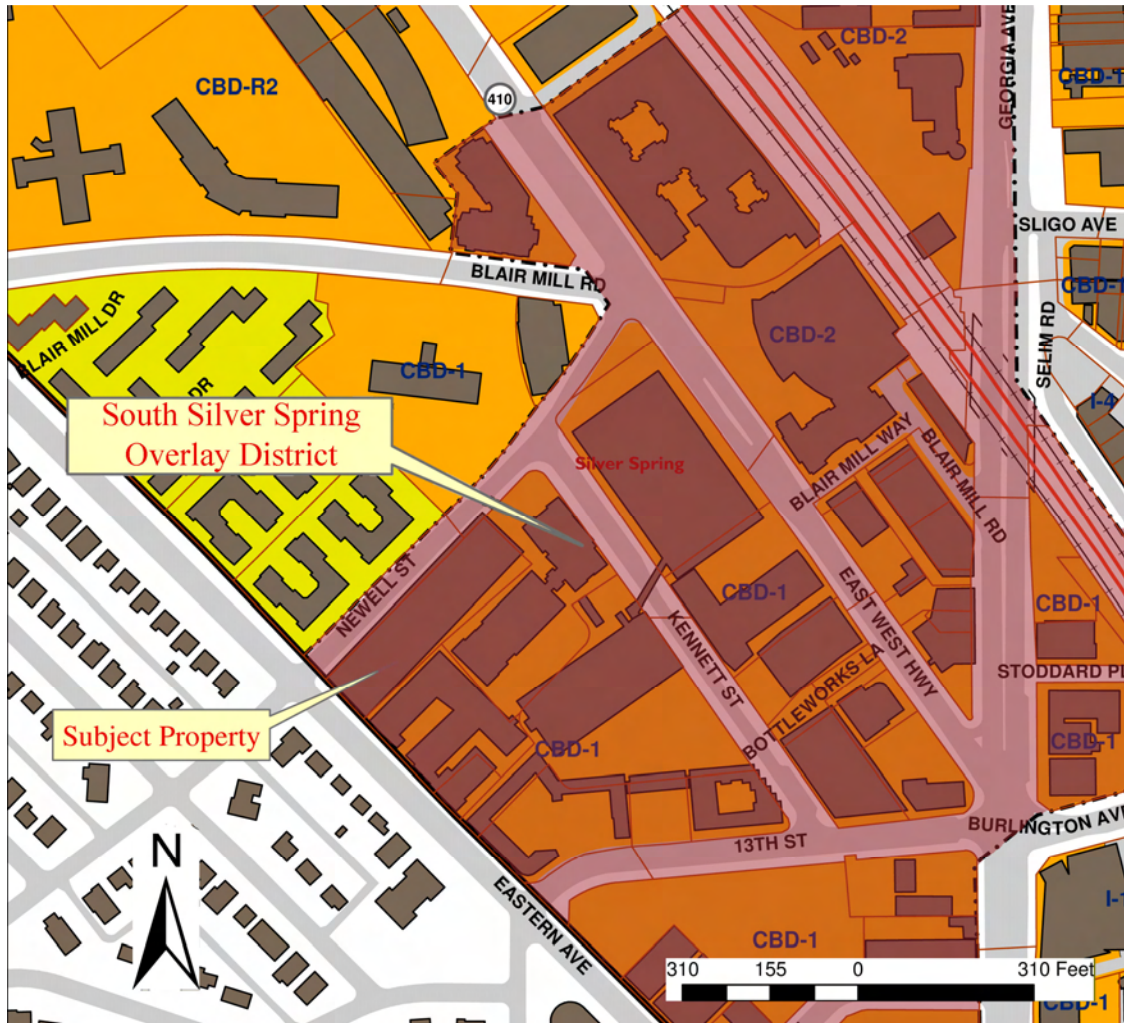 CBD-2
GEORGIA AVE
CBD-1
CBD-R2
410
SLIGO AVE
BLAIR MILL RD
CBD-1
BLAIR MILL DR
CBD-2
SELIM RD
CBD-1
I-4
DR
South Silver Spring
Overlay District
Silver Spring
BLAIR MILL WAY
BLAIR MILL RD
NEWELL ST
KENNETT ST
CBD-1
EAST WEST HWY
CBD-1
STODDARD PL
BOTTLEWORKS LA
Subject Property
CBD-1
CBD-1
BURLINGTON AVE
13TH ST
N
EASTERN AVE
I-1
CBD-1
310 155 0 310 Feet
CBD-1